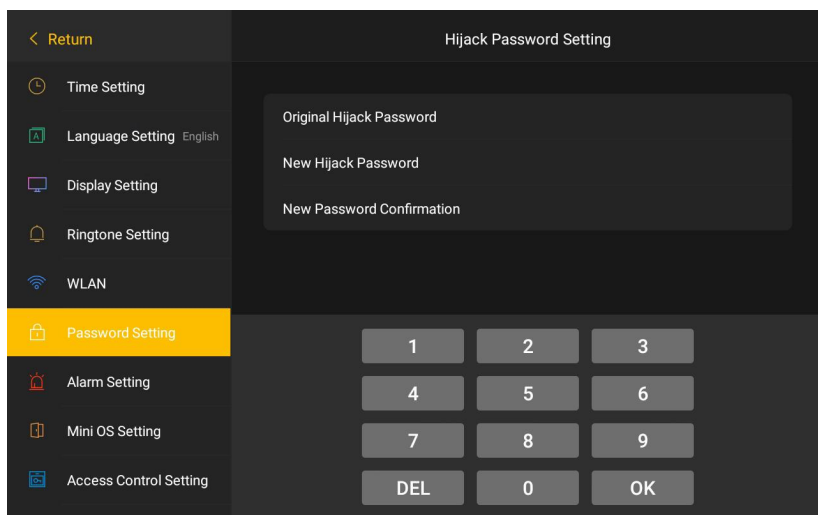 Return
Hijack Password Setting
Time Setting
Language Setting English
Display Setting
Ringtone Setting
WLAN
Password Setting
Alarm Setting
Mini OS Setting
Access Control Setting
Original Hijack Password
New Hijack Password
New Password Confirmation
1 2 3
4 5 6
7 8 9
DEL 0 OK